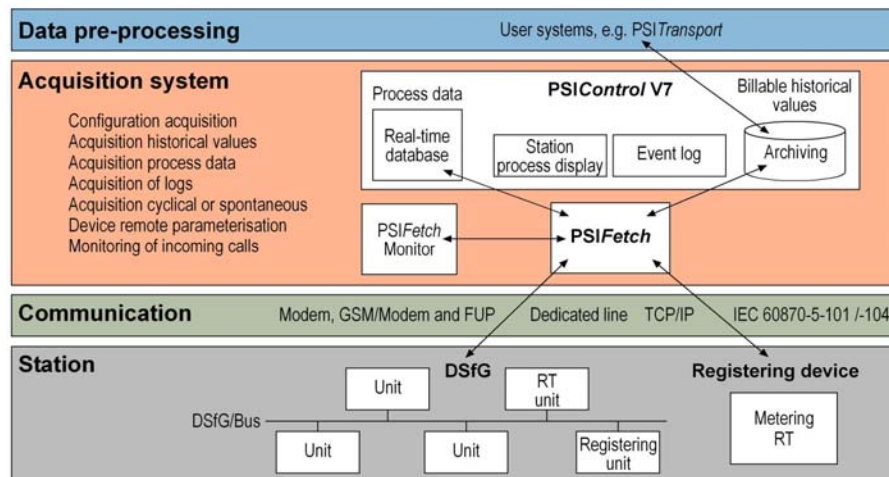 Data pre-processing
User systems, e.g. PSITransport
Acquisition system
Configuration acquisition
Acquisition historical values
Acquisition process data
Acquisition of logs
Acquisition cyclical or spontaneous
Device remote parameterisation
Monitoring of incoming calls
Process data
PSIControl V7
Billable historical
values
Real-time
database
Station
process display
Event log
Archiving
PSIFetch
Monitor
PSIFetch
Communication
Modem, GSM/Modem and FUP
Dedicated line
TCP/IP
IEC 60870-5-101 /-104
Station
DSfG
Registering device
Unit
RT
unit
DSfG/Bus
Unit
Unit
Registering
unit
Metering
RT